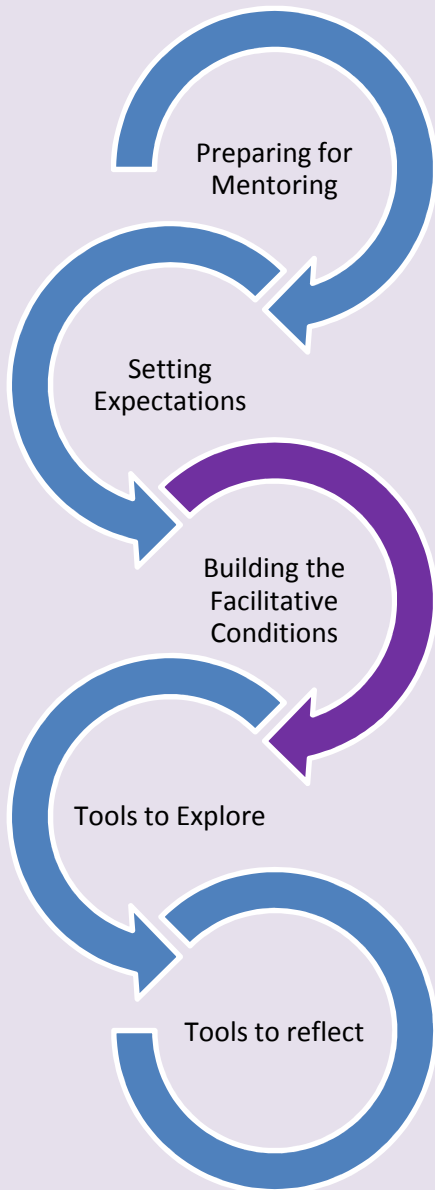 Preparing for
Mentoring
Setting
Expectations
Building the
Facilitative
Conditions
Tools to Explore
Tools to reflect